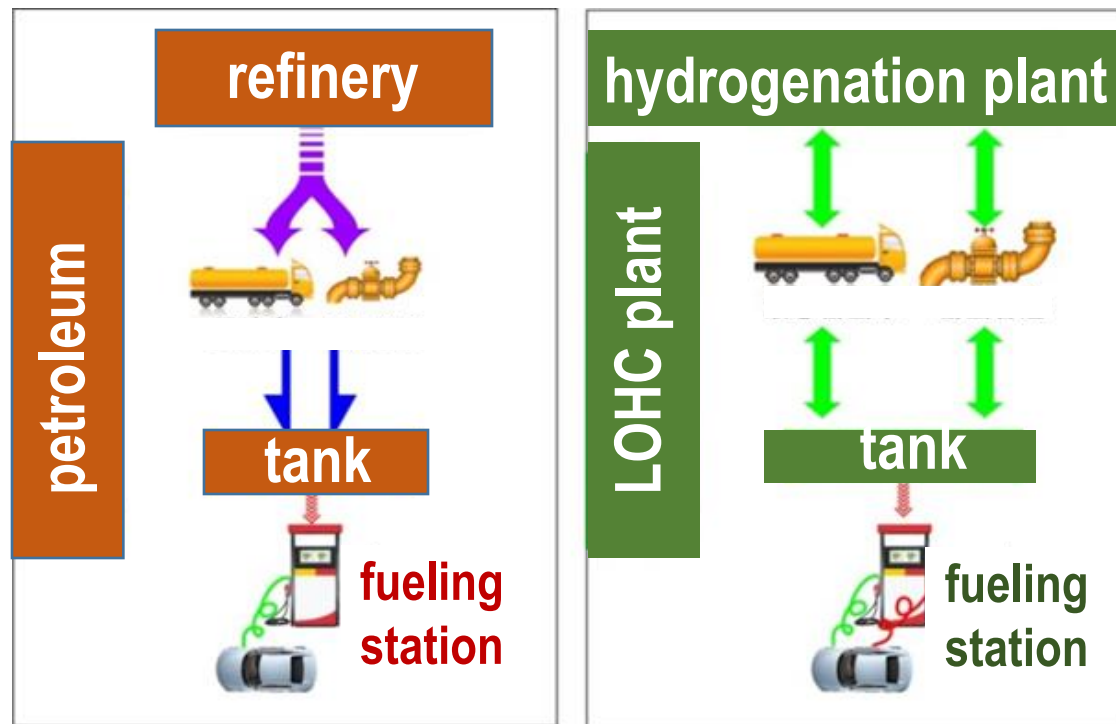 refinery
petroleum
tank
fueling
station
hydrogenation plant
LOHC plant
tank
fueling
station